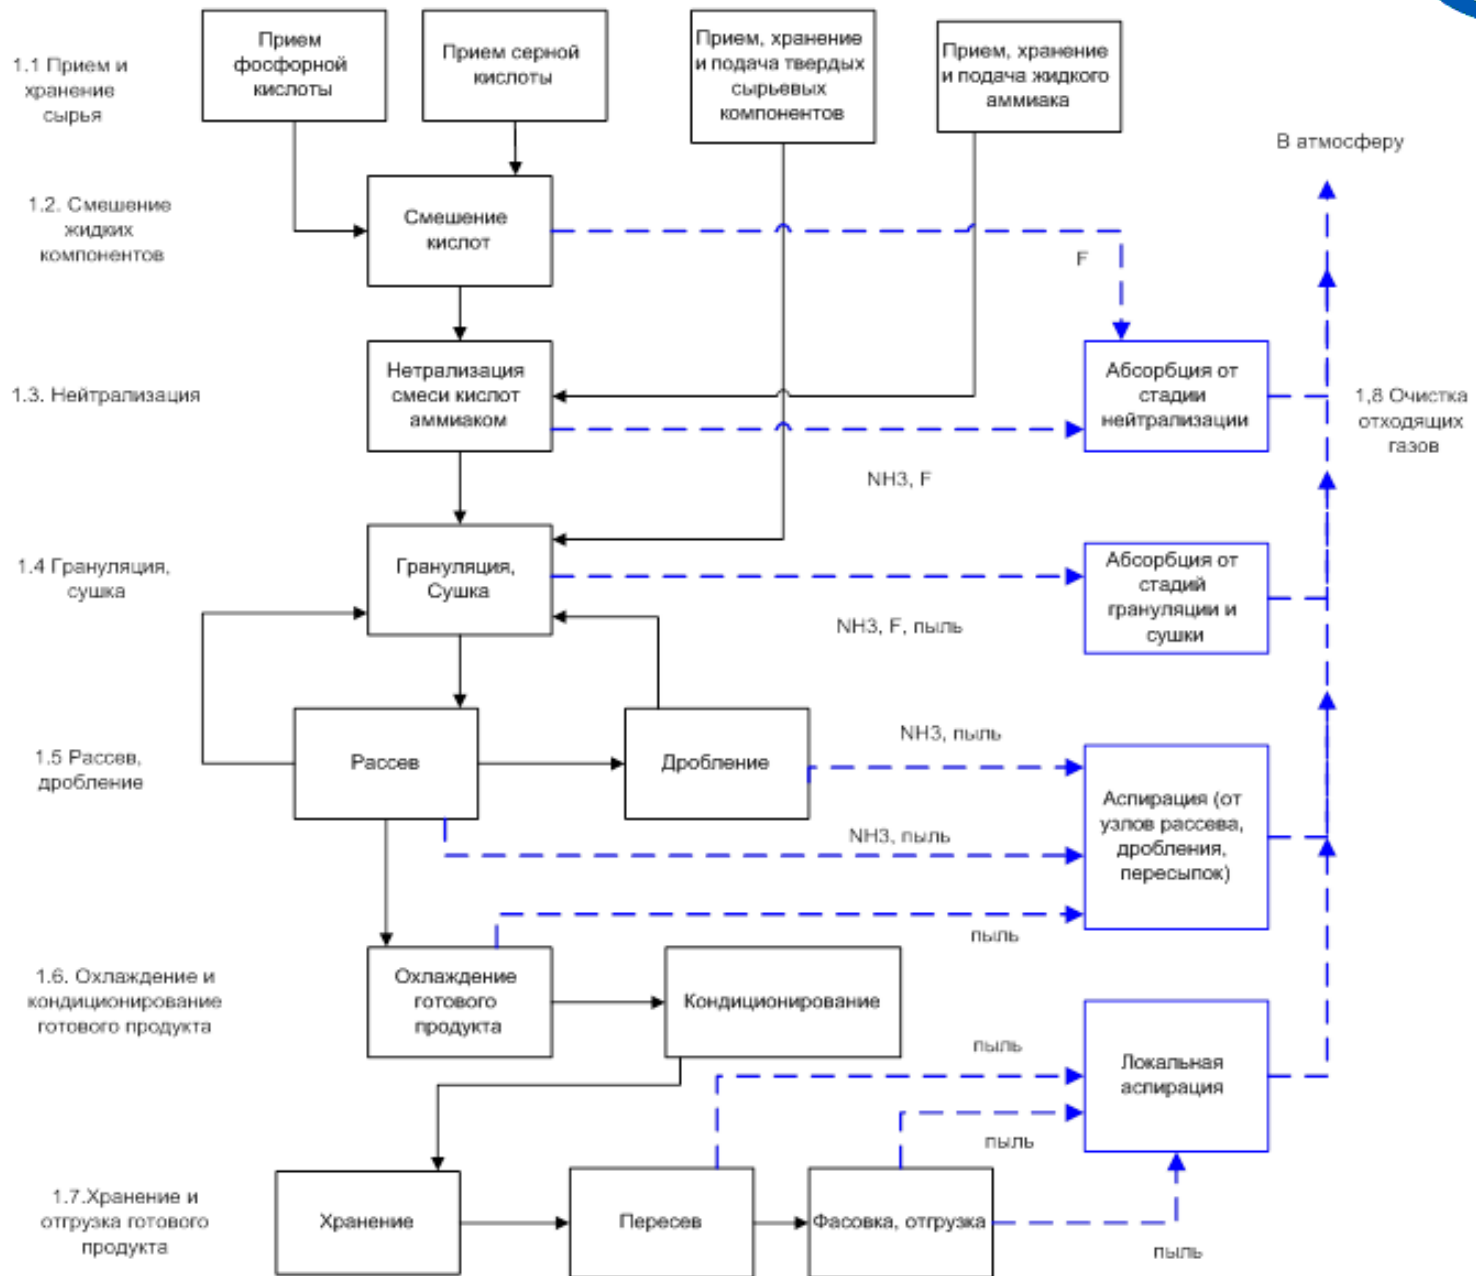 1.1 Прием и
хранение
сырья
Прием
фосфорной
кислоты
Прием серной
кислоты
Прием, хранение
и подача твердых
сырьевых
компонентов
Прием, хранение
и подача жидкого
аммиака
В атмосферу
1.2. Смешение
жидких
компонентов
Смешение
кислот
F
1.3. Нейтрализация
Нетрализация
смеси кислот
аммиаком
Абсорбция от
стадии
нейтрализации
1,8 Очистка
отходящих
газов
NH3, F
1.4 Грануляция,
сушка
Грануляция,
Сушка
Абсорбция от
стадий
грануляции и
сушки
NH3, F, пыль
1.5 Рассев,
дробление
Рассев
Дробление
NH3, пыль
NH3, пыль
Аспирация (от
узлов рассева,
дробления,
пересыпок)
пыль
1.6. Охлаждение и
кондиционирование
готового продукта
Охлаждение
готового
продукта
Кондиционирование
пыль
Локальная
аспирация
пыль
1.7.Хранение и
отгрузка готового
продукта
Хранение
Пересев
Фасовка, отгрузка
пыль